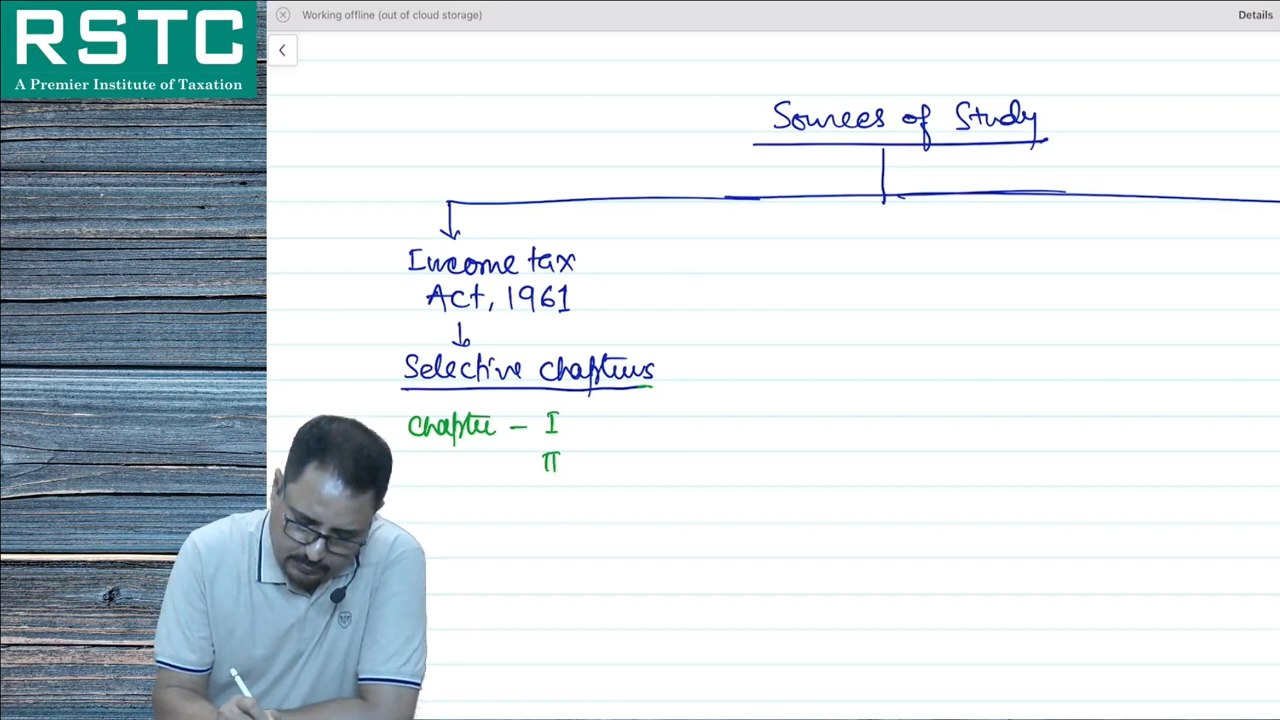 RSTC
A Premier Institute of Taxation
Working offline (out of cloud storage)
Details
Sources of Study
Income tax
Act, 1961
Selective chapters
chapter - I
II